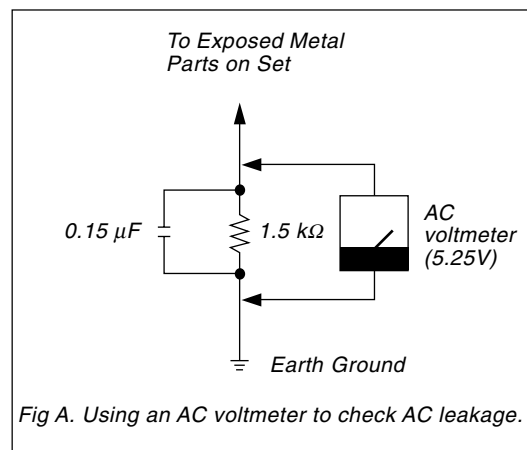 To Exposed Metal
Parts on Set
0.15 μF
1.5 kΩ
AC
voltmeter
(5.25V)
Earth Ground
Fig A. Using an AC voltmeter to check AC leakage.